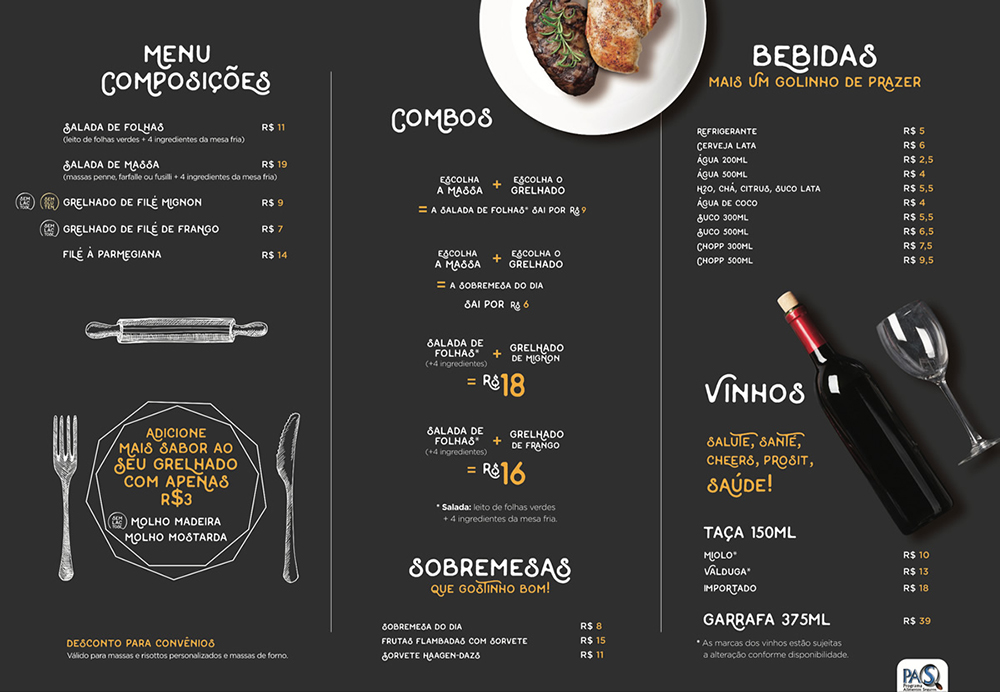 MENU
COMPOSIÇÕES
SALADA DE FOLHAS R$ 11
(leito de folhas verdes + 4 ingredientes da mesa fria)
SALADA DE MASSA R$ 19
(massas penne, farfalle ou fusilli + 4 ingredientes da mesa fria)
SEM LACTOSE SEM GLÚTEN GRELHADO DE FILÉ MIGNON R$ 9
SEM LACTOSE GRELHADO DE FILÉ DE FRANGO R$ 7
FILÉ À PARMEGIANA R$ 14
ADICIONE
MAIS SABOR AO
SEU GRELHADO
COM APENAS
R$3
SEM LACTOSE MOLHO MADEIRA
MOLHO MOSTARDA
DESCONTO PARA CONVÊNIOS
Válido para massas e risottos personalizados e massas de forno.
COMBOS
ESCOLHA A MASSA + ESCOLHA O GRELHADO
= A SALADA DE FOLHAS* SAI POR R$ 9
ESCOLHA A MASSA + ESCOLHA O GRELHADO
= A SOBREMESA DO DIA
SAI POR R$ 6
SALADA DE FOLHAS* (+4 ingredientes) + GRELHADO DE MIGNON
= R$18
SALADA DE FOLHAS* (+4 ingredientes) + GRELHADO DE FRANGO
= R$16
* Salada: leito de folhas verdes
+ 4 ingredientes da mesa fria.
SOBREMESAS
QUE GOSTINHO BOM!
SOBREMESA DO DIA R$ 8
FRUTAS FLAMBADAS COM SORVETE R$ 15
SORVETE HAAGEN-DAZS R$ 11
BEBIDAS
MAIS UM GOLINHO DE PRAZER
REFRIGERANTE R$ 5
CERVEJA LATA R$ 6
ÁGUA 200ML R$ 2,5
ÁGUA 500ML R$ 4
H2O, CHÁ, CITRUS, SUCO LATA R$ 5,5
ÁGUA DE COCO R$ 4
SUCO 300ML R$ 5,5
SUCO 500ML R$ 6,5
CHOPP 300ML R$ 7,5
CHOPP 500ML R$ 9,5
VINHOS
SALUTE, SANTE,
CHEERS, PROSIT,
SAÚDE!
TAÇA 150ML
MIOLO* R$ 10
VALDUGA* R$ 13
IMPORTADO R$ 18
GARRAFA 375ML R$ 39
* As marcas dos vinhos estão sujeitas
a alteração conforme disponibilidade.
PAS
Programa
Alimentos Seguros